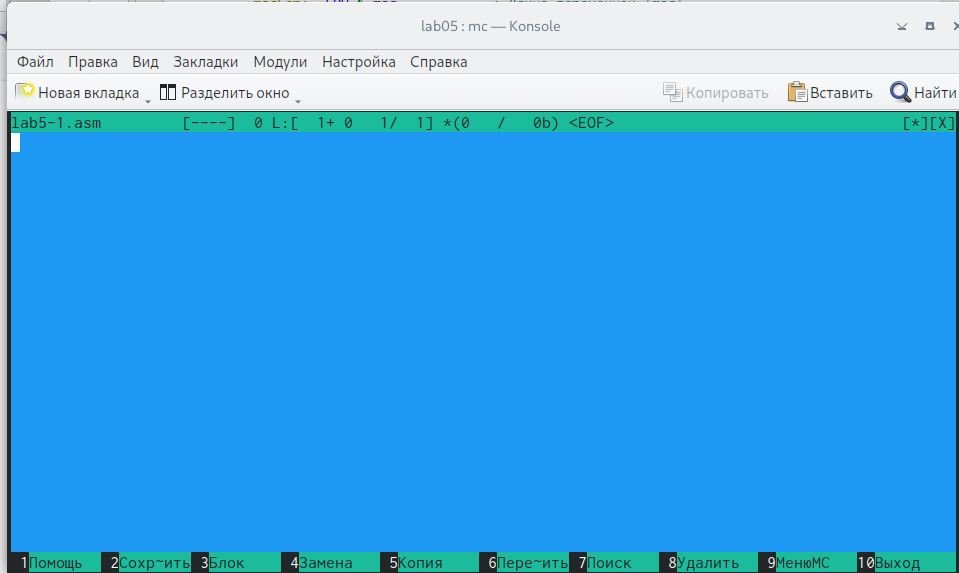 lab05 : mc — Konsole
Файл Правка Вид Закладки Модули Настройка Справка
Новая вкладка Разделить окно Копировать Вставить Найти
lab5-1.asm [----] 0 L:[ 1+ 0 1/ 1] *(0 / 0b) <EOF> [*][X]
1Помощь 2Сохр~ить 3Блок 4Замена 5Копия 6Пере~ить 7Поиск 8Удалить 9МенюMC 10Выход